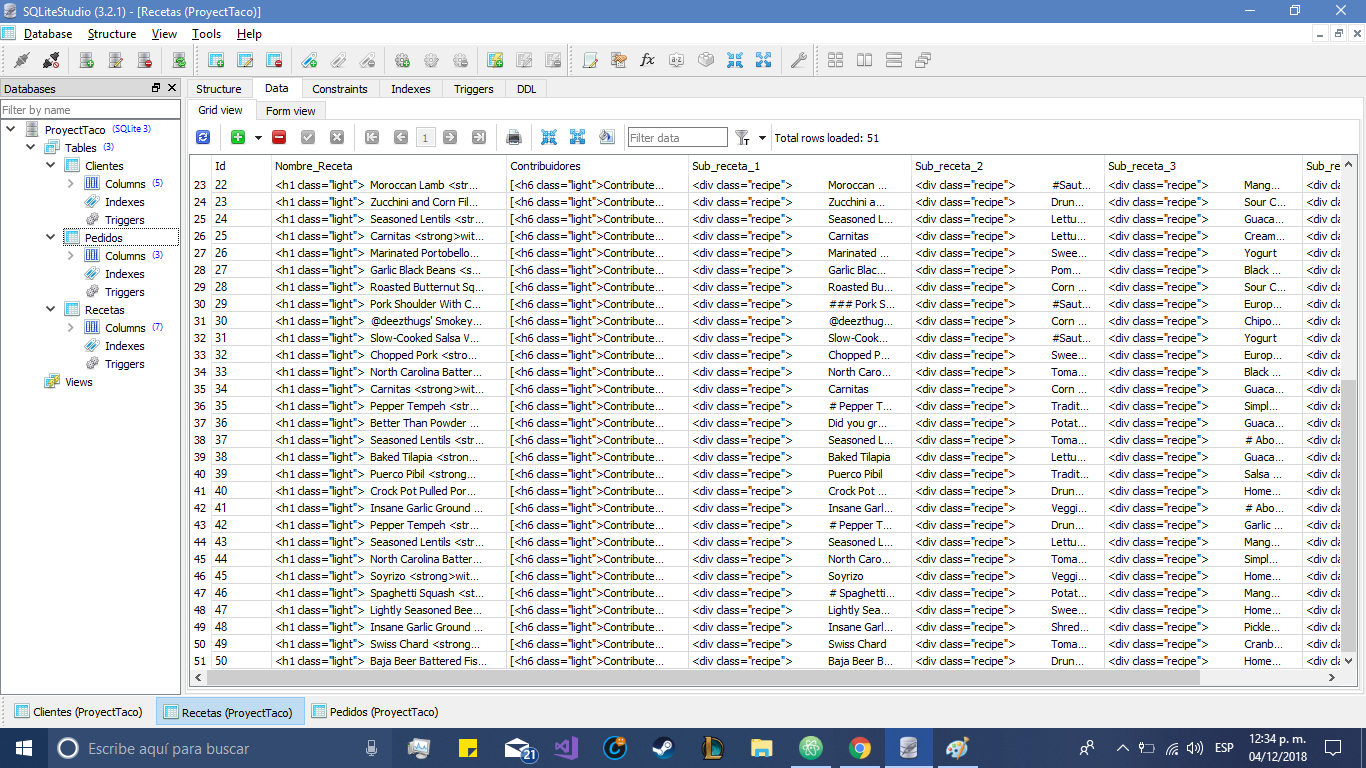 SQLiteStudio (3.2.1) - [Recetas (ProyectTaco)]
Database Structure View Tools Help
Databases
Filter by name
ProyectTaco (SQLite 3)
Tables (3)
Clientes
Columns (5)
Indexes
Triggers
Pedidos
Columns (3)
Indexes
Triggers
Recetas
Columns (7)
Indexes
Triggers
Views
Structure Data Constraints Indexes Triggers DDL
Grid view Form view
1 Filter data Total rows loaded: 51
Id Nombre_Receta Contribuidores Sub_receta_1 Sub_receta_2 Sub_receta_3 Sub_re
23 22 <h1 class="light"> Moroccan Lamb <str... [<h6 class="light">Contribute... <div class="recipe"> Moroccan ... <div class="recipe"> #Saut... <div class="recipe"> Mang... <div cla
24 23 <h1 class="light"> Zucchini and Corn Fil... [<h6 class="light">Contribute... <div class="recipe"> Zucchini a... <div class="recipe"> Drun... <div class="recipe"> Sour C... <div cla
25 24 <h1 class="light"> Seasoned Lentils <st... [<h6 class="light">Contribute... <div class="recipe"> Seasoned L... <div class="recipe"> Lettu... <div class="recipe"> Guaca... <div cla
26 25 <h1 class="light"> Carnitas <strong>wit... [<h6 class="light">Contribute... <div class="recipe"> Carnitas <div class="recipe"> Lettu... <div class="recipe"> Cream... <div cla
27 26 <h1 class="light"> Marinated Portobello... [<h6 class="light">Contribute... <div class="recipe"> Marinated ... <div class="recipe"> Swee... <div class="recipe"> Yogurt <div cla
28 27 <h1 class="light"> Garlic Black Beans <s... [<h6 class="light">Contribute... <div class="recipe"> Garlic Blac... <div class="recipe"> Pom... <div class="recipe"> Black ... <div cla
29 28 <h1 class="light"> Roasted Butternut Sq... [<h6 class="light">Contribute... <div class="recipe"> Roasted Bu... <div class="recipe"> Corn ... <div class="recipe"> Sour C... <div cla
30 29 <h1 class="light"> Pork Shoulder With C... [<h6 class="light">Contribute... <div class="recipe"> ### Pork S... <div class="recipe"> #Saut... <div class="recipe"> Europ... <div cla
31 30 <h1 class="light"> @deezthugs' Smokey... [<h6 class="light">Contribute... <div class="recipe"> @deezthug... <div class="recipe"> Corn ... <div class="recipe"> Chipo... <div cla
32 31 <h1 class="light"> Slow-Cooked Salsa V... [<h6 class="light">Contribute... <div class="recipe"> Slow-Cook... <div class="recipe"> #Saut... <div class="recipe"> Yogurt <div cla
33 32 <h1 class="light"> Chopped Pork <stro... [<h6 class="light">Contribute... <div class="recipe"> Chopped P... <div class="recipe"> Swee... <div class="recipe"> Europ... <div cla
34 33 <h1 class="light"> North Carolina Batter... [<h6 class="light">Contribute... <div class="recipe"> North Caro... <div class="recipe"> Toma... <div class="recipe"> Black ... <div cla
35 34 <h1 class="light"> Carnitas <strong>wit... [<h6 class="light">Contribute... <div class="recipe"> Carnitas <div class="recipe"> Corn ... <div class="recipe"> Guaca... <div cla
36 35 <h1 class="light"> Pepper Tempeh <str... [<h6 class="light">Contribute... <div class="recipe"> # Pepper T... <div class="recipe"> Tradit... <div class="recipe"> Simpl... <div cla
37 36 <h1 class="light"> Better Than Powder ... [<h6 class="light">Contribute... <div class="recipe"> Did you gr... <div class="recipe"> Potat... <div class="recipe"> Guaca... <div cla
38 37 <h1 class="light"> Seasoned Lentils <str... [<h6 class="light">Contribute... <div class="recipe"> Seasoned L... <div class="recipe"> Toma... <div class="recipe"> # Abo... <div cla
39 38 <h1 class="light"> Baked Tilapia <stron... [<h6 class="light">Contribute... <div class="recipe"> Baked Tilapia <div class="recipe"> Lettu... <div class="recipe"> Guaca... <div cla
40 39 <h1 class="light"> Puerco Pibil <strong... [<h6 class="light">Contribute... <div class="recipe"> Puerco Pibil <div class="recipe"> Tradit... <div class="recipe"> Salsa ... <div cla
41 40 <h1 class="light"> Crock Pot Pulled Por... [<h6 class="light">Contribute... <div class="recipe"> Crock Pot ... <div class="recipe"> Drun... <div class="recipe"> Home... <div cla
42 41 <h1 class="light"> Insane Garlic Ground ... [<h6 class="light">Contribute... <div class="recipe"> Insane Garl... <div class="recipe"> Veggi... <div class="recipe"> # Abo... <div cla
43 42 <h1 class="light"> Pepper Tempeh <str... [<h6 class="light">Contribute... <div class="recipe"> # Pepper T... <div class="recipe"> Drun... <div class="recipe"> Garlic ... <div cla
44 43 <h1 class="light"> Seasoned Lentils <str... [<h6 class="light">Contribute... <div class="recipe"> Seasoned L... <div class="recipe"> Lettu... <div class="recipe"> Mang... <div cla
45 44 <h1 class="light"> North Carolina Batter... [<h6 class="light">Contribute... <div class="recipe"> North Caro... <div class="recipe"> Toma... <div class="recipe"> Simpl... <div cla
46 45 <h1 class="light"> Soyrizo <strong>wit... [<h6 class="light">Contribute... <div class="recipe"> Soyrizo <div class="recipe"> Veggi... <div class="recipe"> Home... <div cla
47 46 <h1 class="light"> Spaghetti Squash <st... [<h6 class="light">Contribute... <div class="recipe"> # Spaghetti... <div class="recipe"> Potat... <div class="recipe"> Mang... <div cla
48 47 <h1 class="light"> Lightly Seasoned Bee... [<h6 class="light">Contribute... <div class="recipe"> Lightly Sea... <div class="recipe"> Swee... <div class="recipe"> Home... <div cla
49 48 <h1 class="light"> Insane Garlic Ground ... [<h6 class="light">Contribute... <div class="recipe"> Insane Garl... <div class="recipe"> Shred... <div class="recipe"> Pickle... <div cla
50 49 <h1 class="light"> Swiss Chard <strong... [<h6 class="light">Contribute... <div class="recipe"> Swiss Chard <div class="recipe"> Toma... <div class="recipe"> Cranb... <div cla
51 50 <h1 class="light"> Baja Beer Battered Fis... [<h6 class="light">Contribute... <div class="recipe"> Baja Beer B... <div class="recipe"> Drun... <div class="recipe"> Home... <div cla
Clientes (ProyectTaco) Recetas (ProyectTaco) Pedidos (ProyectTaco)
Escribe aquí para buscar 21 ESP 12:34 p. m.
04/12/2018